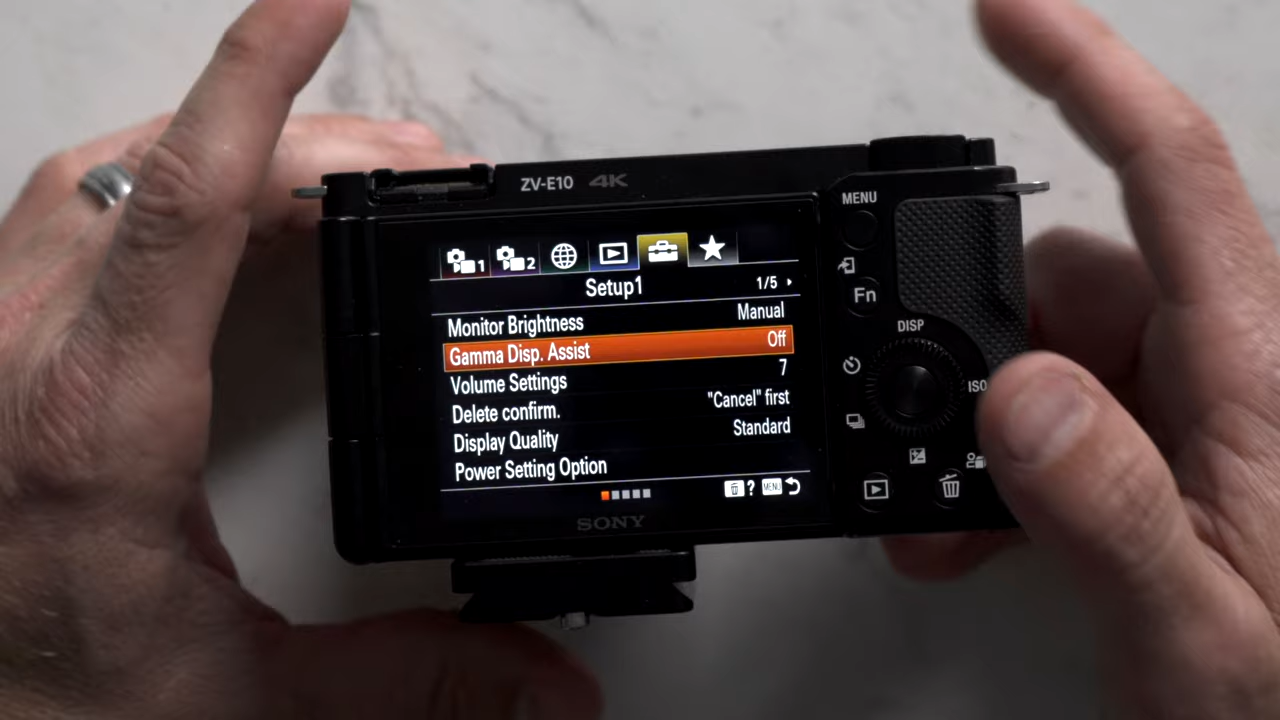 ZV-E10 4K
MENU
1 2
Setup1 1/5
Monitor Brightness Manual
Gamma Disp. Assist Off
Volume Settings 7
Delete confirm. "Cancel" first
Display Quality Standard
Power Setting Option
? MENU
SONY
Fn
DISP
ISO